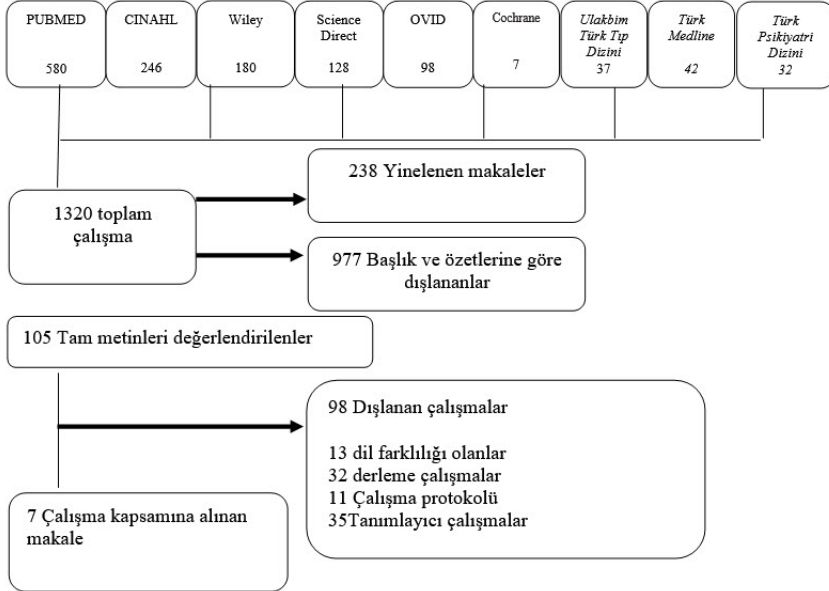 PUBMED
580
CINAHL
246
Wiley
180
Science
Direct
128
OVID
98
Cochrane
7
Ulakbim
Türk Tıp
Dizini
37
Türk
Medline
42
Türk
Psikiyatri
Dizini
32
1320 toplam
çalışma
238 Yinelenen makaleler
977 Başlık ve özetlerine göre
dışlananlar
105 Tam metinleri değerlendirilenler
98 Dışlanan çalışmalar
13 dil farklılığı olanlar
32 derleme çalışmalar
11 Çalışma protokolü
35Tanımlayıcı çalışmalar
7 Çalışma kapsamına alınan
makale